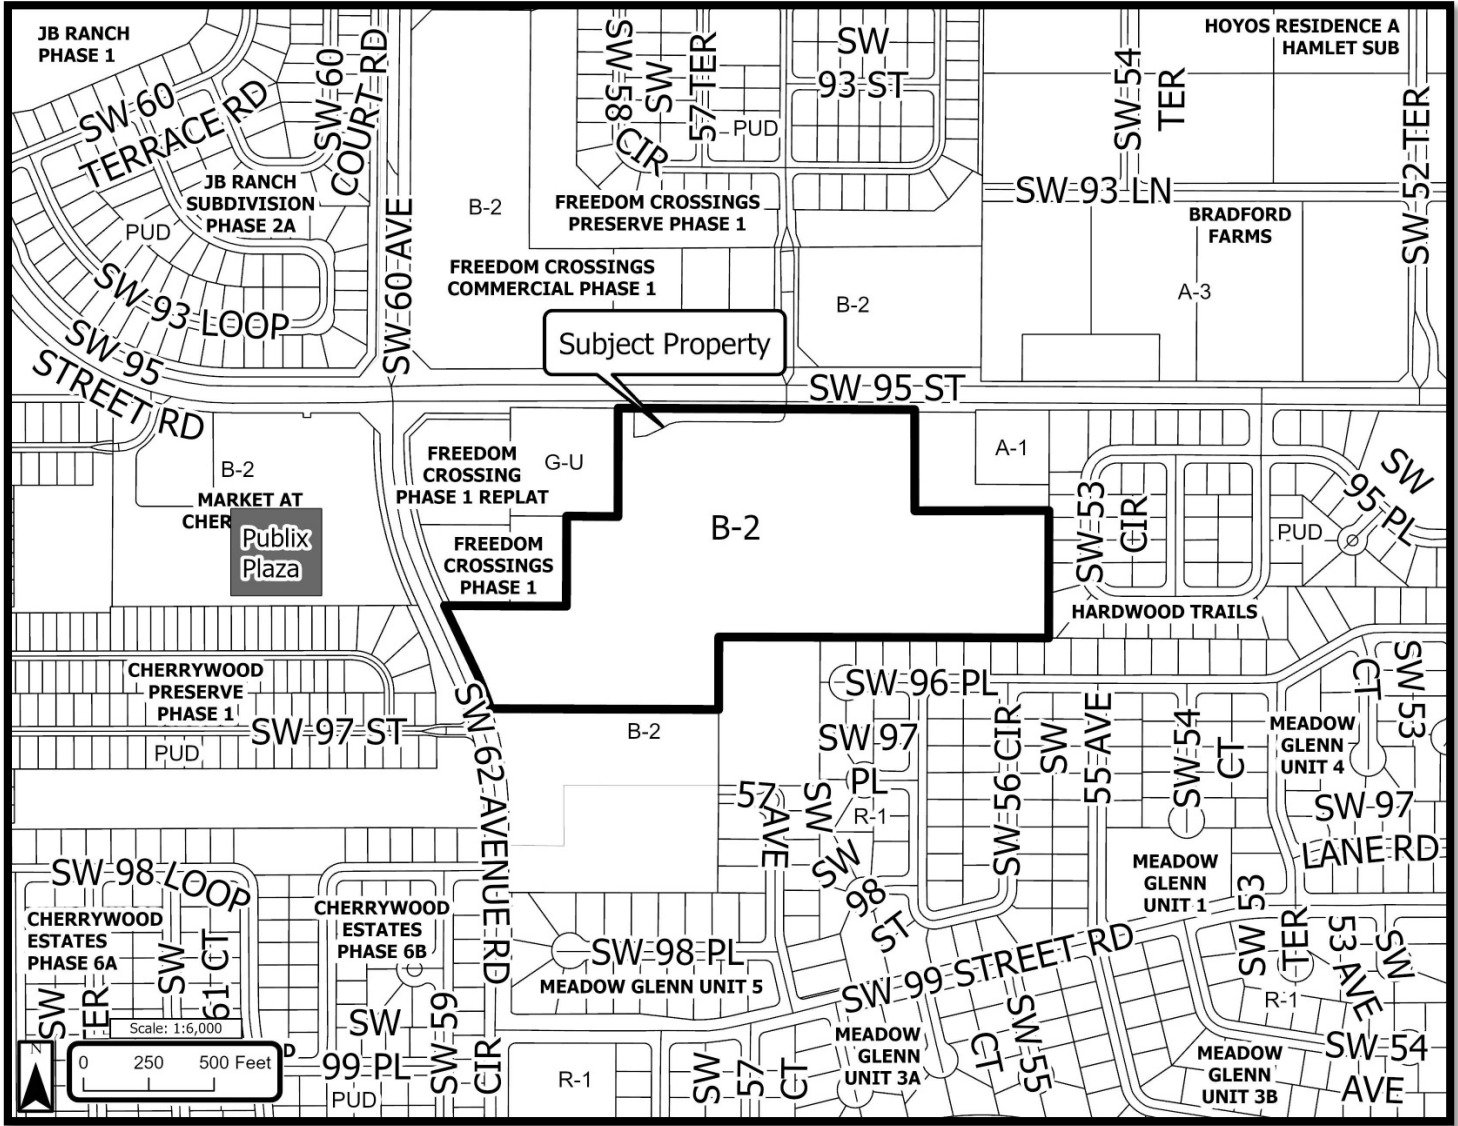 JB RANCH
PHASE 1
SW 60
TERRACE RD
SW 60
COURT RD
JB RANCH
SUBDIVISION
PHASE 2A
PUD
SW 93 LOOP
SW 95
STREET RD
SW 60 AVE
B-2
SW 58
CIR
SW
57 TER
SW
93 ST
PUD
FREEDOM CROSSINGS
PRESERVE PHASE 1
FREEDOM CROSSINGS
COMMERCIAL PHASE 1
B-2
HOYOS RESIDENCE A
HAMLET SUB
SW 54
TER
SW 93 LN
SW 52 TER
BRADFORD
FARMS
A-3
Subject Property
SW 95 ST
B-2
MARKET AT
CHER
Publix
Plaza
FREEDOM
CROSSING
PHASE 1 REPLAT
G-U
FREEDOM
CROSSINGS
PHASE 1
B-2
A-1
SW 53
CIR
SW
95 PL
PUD
HARDWOOD TRAILS
CHERRYWOOD
PRESERVE
PHASE 1
SW 97 ST
PUD
SW 62 AVENUE RD
B-2
SW 96 PL
SW 97
PL
R-1
57
AVE
SW
SW
98
ST
SW 56 CIR
SW
55 AVE
SW 54
CT
CT
SW 53
MEADOW
GLENN
UNIT 4
SW 97
LANE RD
MEADOW
GLENN
UNIT 1
SW 98 LOOP
CHERRYWOOD
ESTATES
PHASE 6A
SW
61 CT
CHERRYWOOD
ESTATES
PHASE 6B
SW 98 PL
MEADOW GLENN UNIT 5
SW 99 STREET RD
SW 53
TER
53 AVE
SW
R-1
SW
TER
SW
99 PL
PUD
SW 59
CIR
R-1
SW
57
CT
MEADOW
GLENN
UNIT 3A
CT
SW 55
MEADOW
GLENN
UNIT 3B
SW 54
AVE
Scale: 1:6,000
D
N
0 250 500 Feet